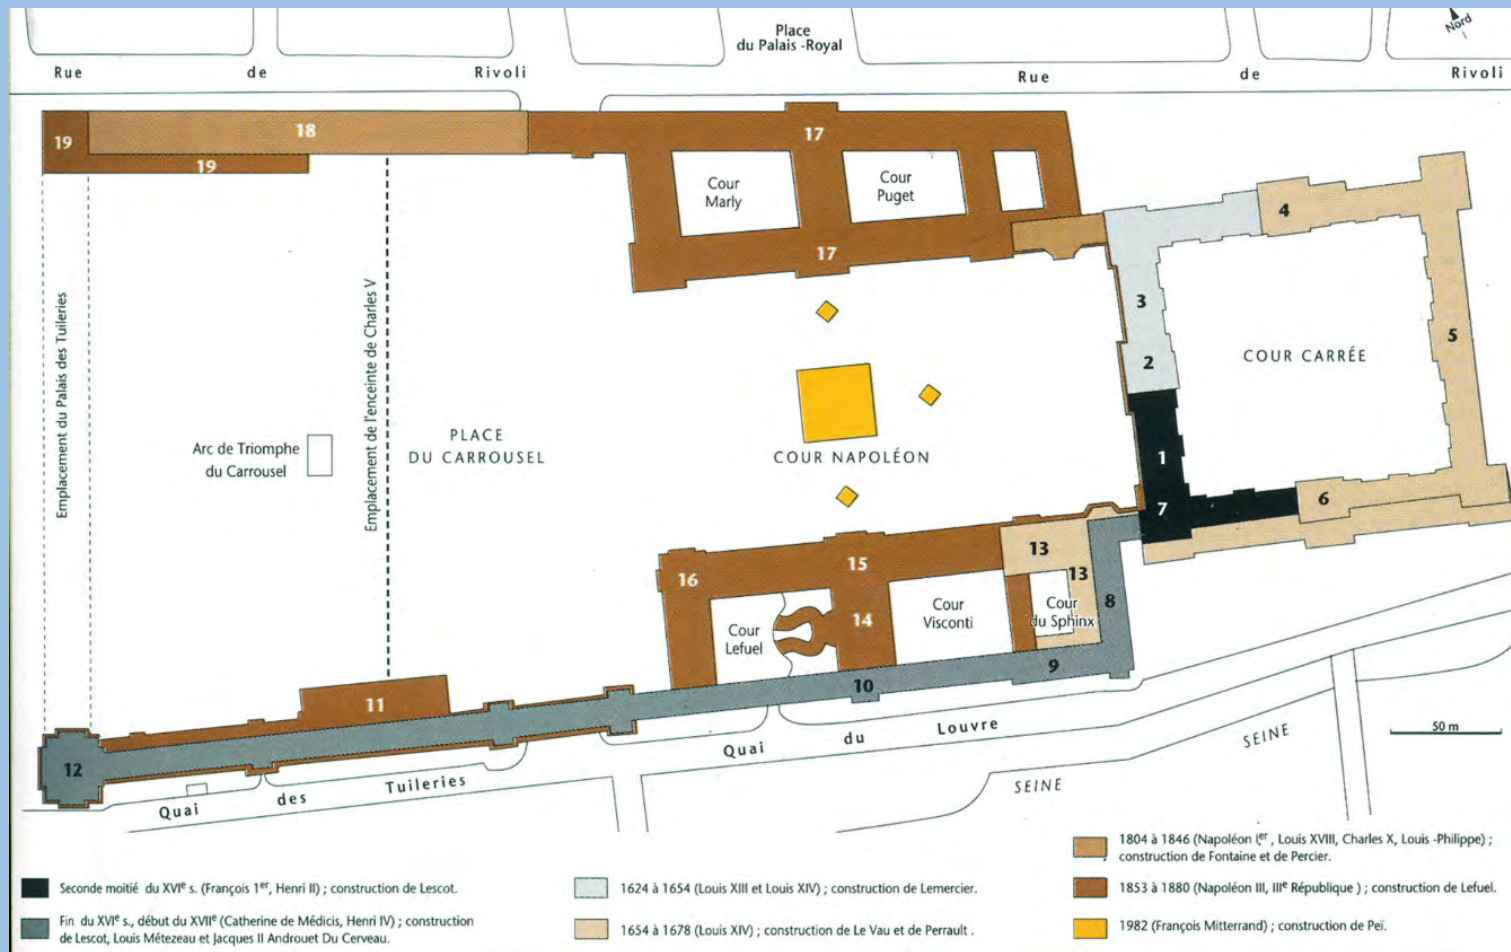 Place
du Palais -Royal
Nord
Rue de Rivoli
Rue de Rivoli
19
18
17
19
Cour
Marly
Cour
Puget
17
4
3
2
5
COUR CARRÉE
Emplacement du Palais des Tuileries
Emplacement de l'enceinte de Charles V
Arc de Triomphe
du Carrousel
PLACE
DU CARROUSEL
COUR NAPOLÉON
1
7
6
16
15
13
13
14
Cour
Lefuel
Cour
Visconti
Cour
du Sphinx
8
9
10
11
12
Quai du Louvre
Quai des Tuileries
SEINE
SEINE
50 m
Seconde moitié du XVIe s. (François 1er, Henri II) ; construction de Lescot.
Fin du XVIe s., début du XVIIe (Catherine de Médicis, Henri IV) ; construction
de Lescot, Louis Métezeau et Jacques II Androuet Du Cerveau.
1624 à 1654 (Louis XIII et Louis XIV) ; construction de Lemercier.
1654 à 1678 (Louis XIV) ; construction de Le Vau et de Perrault .
1804 à 1846 (Napoléon Ier , Louis XVIII, Charles X, Louis -Philippe) ;
construction de Fontaine et de Percier.
1853 à 1880 (Napoléon III, IIIe République ) ; construction de Lefuel.
1982 (François Mitterrand) ; construction de Peï.